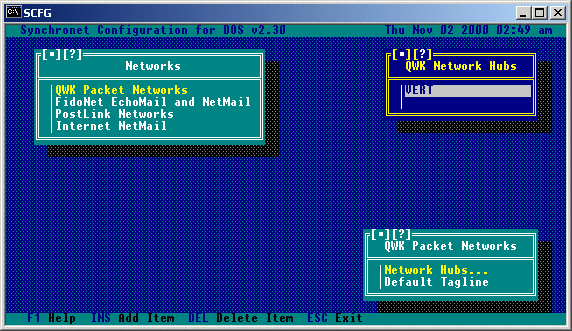 SCFG
Synchronet Configuration for DOS v2.30 Thu Nov 02 2000 02:49 am
[■][?]
Networks
QWK Packet Networks
FidoNet EchoMail and NetMail
PostLink Networks
Internet NetMail
[■][?]
QWK Network Hubs
VERT
[■][?]
QWK Packet Networks
Network Hubs...
Default Tagline
F1 Help INS Add Item DEL Delete Item ESC Exit